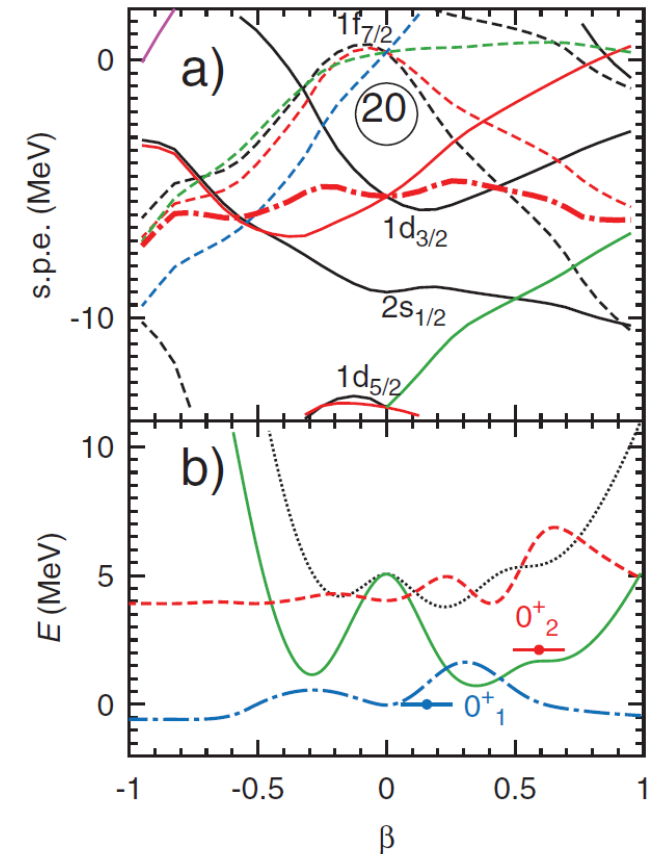 a)
1f7/2
20
0
s.p.e. (MeV)
1d3/2
-10
2s1/2
1d5/2
b)
10
E (MeV)
5
0+2
0
0+1
-1 -0.5 0 0.5 1
β